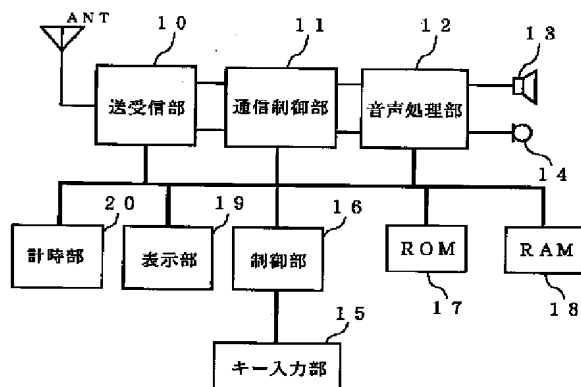 ANT
10
11
12
13
送受信部
通信制御部
音声処理部
14
20
19
16
計時部
表示部
制御部
ROM
RAM
17
18
15
キー入力部